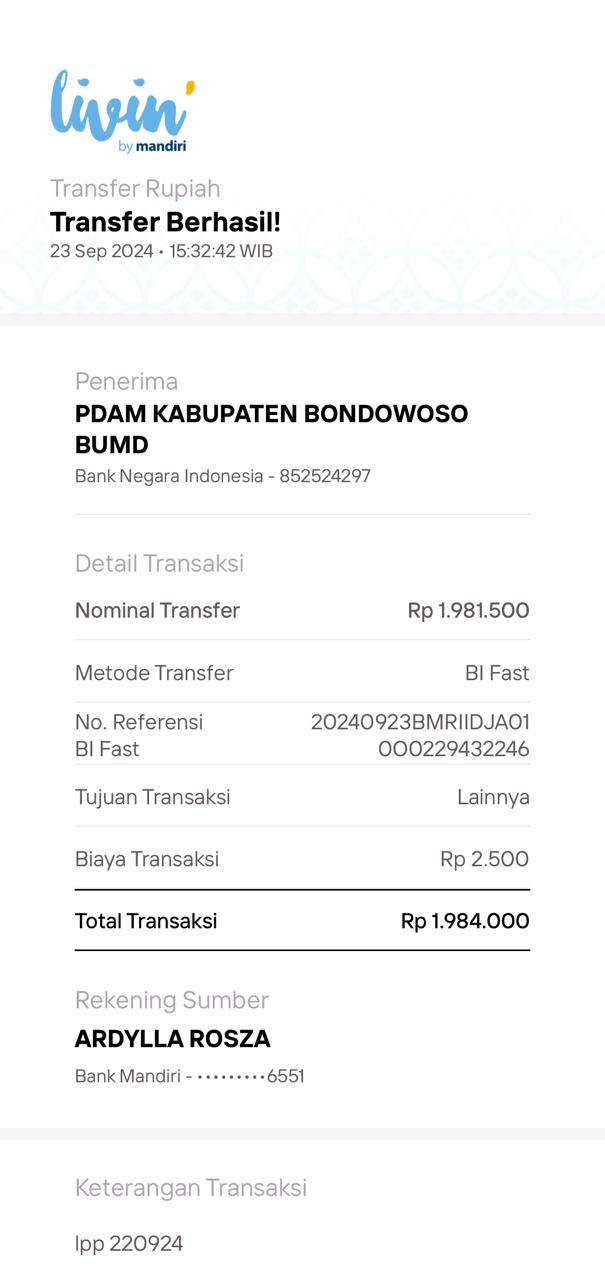 livin'
by mandiri
Transfer Rupiah
Transfer Berhasil!
23 Sep 2024 • 15:32:42 WIB
Penerima
PDAM KABUPATEN BONDOWOSO
BUMD
Bank Negara Indonesia - 852524297
Detail Transaksi
Nominal Transfer Rp 1.981.500
Metode Transfer BI Fast
No. Referensi 20240923BMRIIDJA01
BI Fast 0O0229432246
Tujuan Transaksi Lainnya
Biaya Transaksi Rp 2.500
Total Transaksi Rp 1.984.000
Rekening Sumber
ARDYLLA ROSZA
Bank Mandiri - •••••••••6551
Keterangan Transaksi
lpp 220924